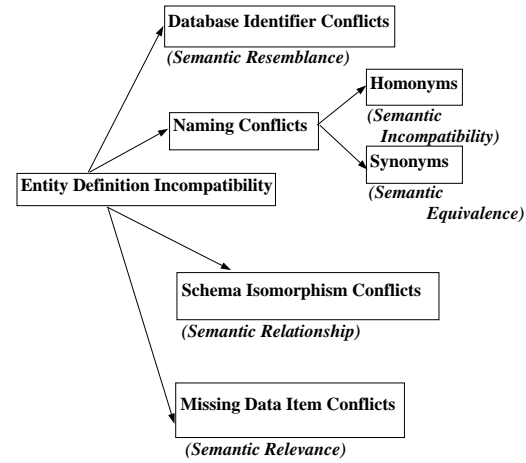 Database Identifier Conflicts
(Semantic Resemblance)
Homonyms
(Semantic
Incompatibility)
Naming Conflicts
Synonyms
(Semantic
Equivalence)
Entity Definition Incompatibility
Schema Isomorphism Conflicts
(Semantic Relationship)
Missing Data Item Conflicts
(Semantic Relevance)